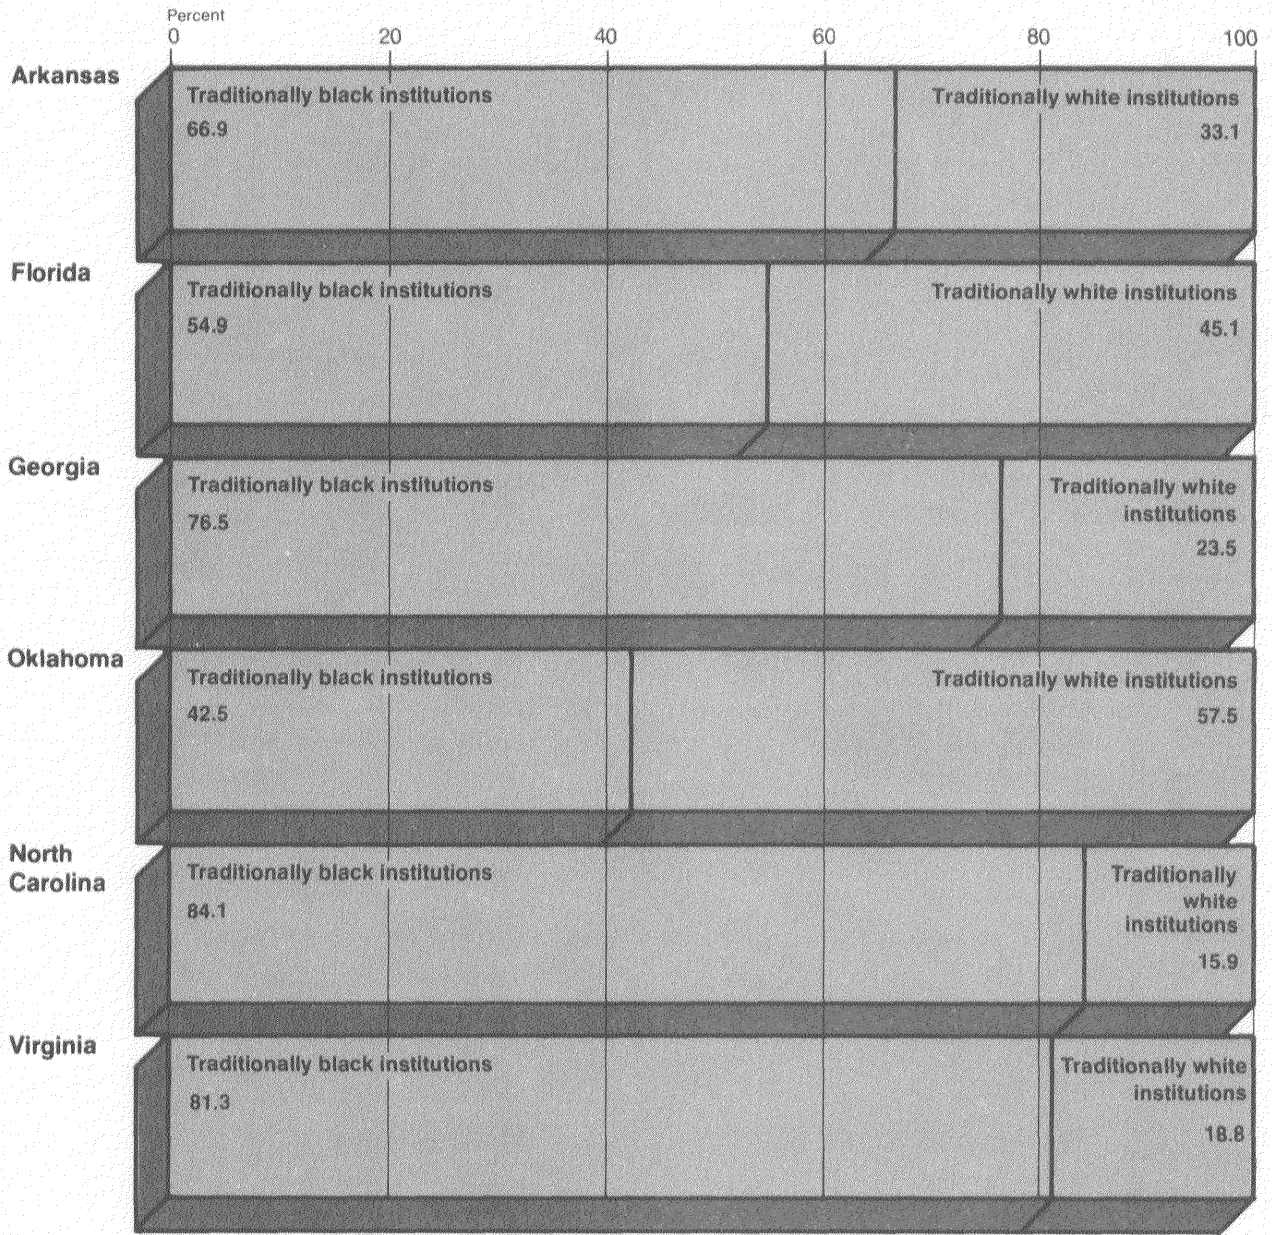 Percent
0 20 40 60 80 100
Arkansas
Traditionally black institutions
66.9
Traditionally white institutions
33.1
Florida
Traditionally black institutions
54.9
Traditionally white institutions
45.1
Georgia
Traditionally black institutions
76.5
Traditionally white
institutions
23.5
Oklahoma
Traditionally black institutions
42.5
Traditionally white institutions
57.5
North
Carolina
Traditionally black institutions
84.1
Traditionally
white
institutions
15.9
Virginia
Traditionally black institutions
81.3
Traditionally white
institutions
18.8